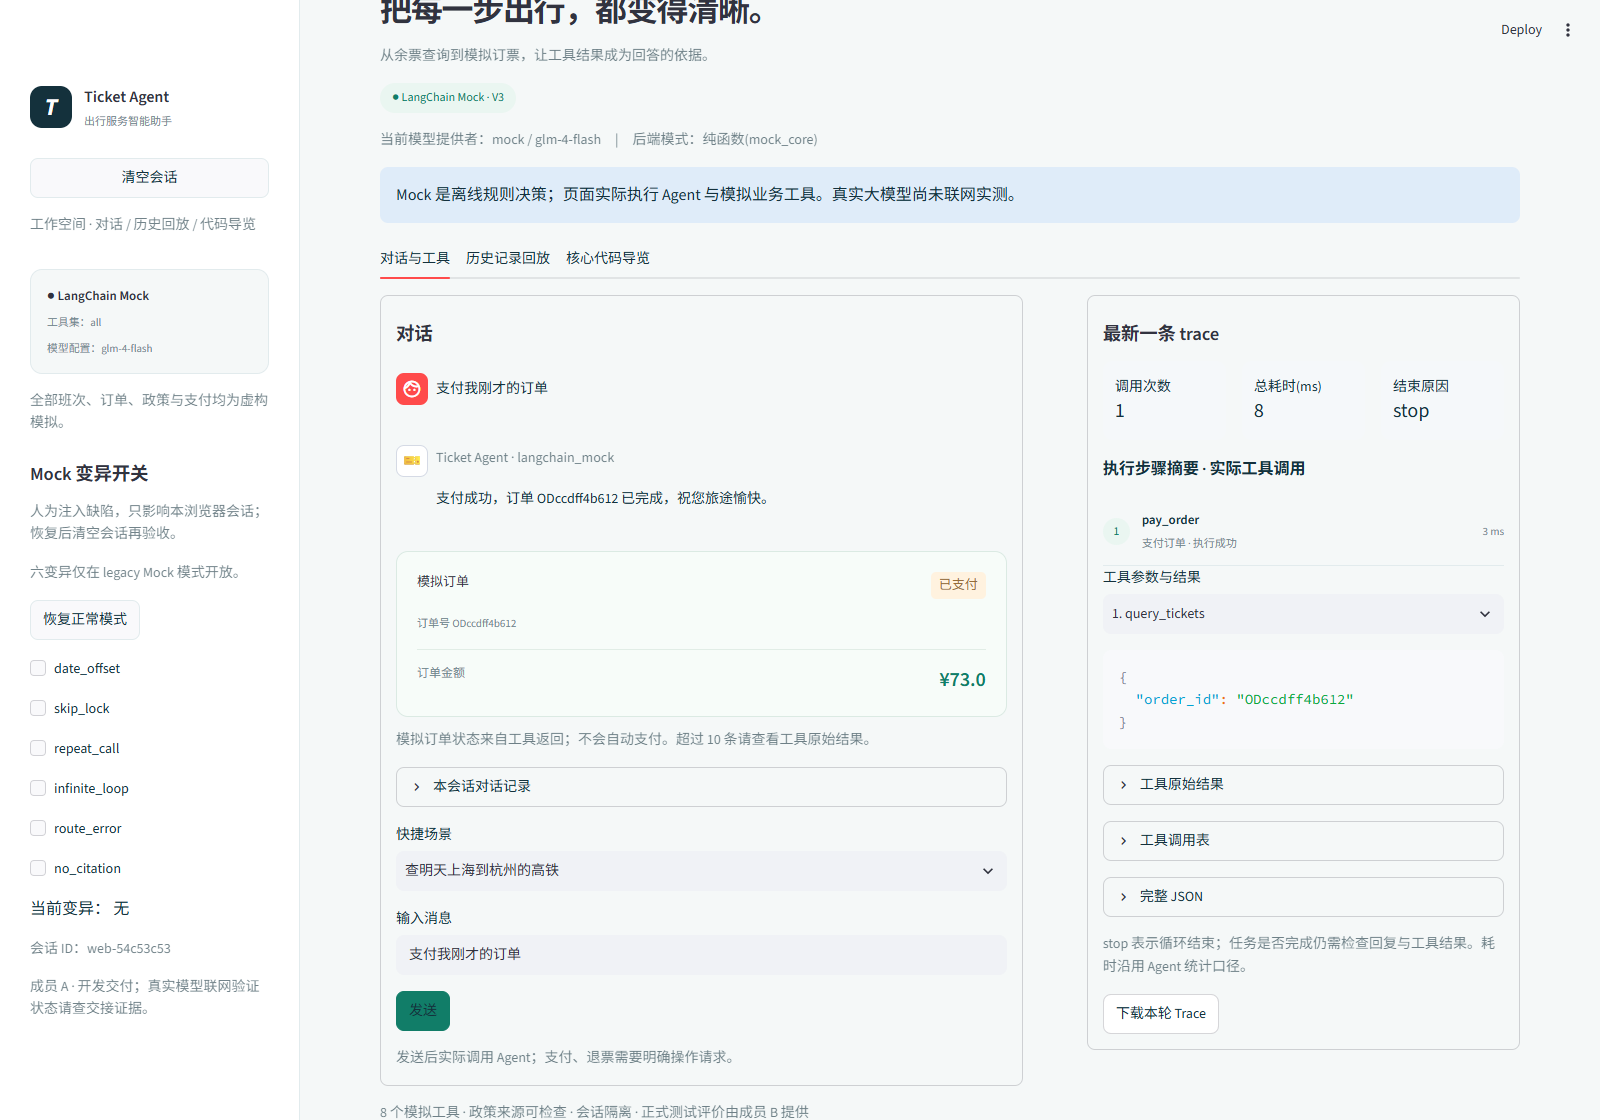 T
Ticket Agent
出行服务智能助手
清空会话
工作空间 · 对话 / 历史回放 / 代码导览
● LangChain Mock
工具集：all
模型配置：glm-4-flash
全部班次、订单、政策与支付均为虚构
模拟。
Mock 变异开关
人为注入缺陷，只影响本浏览器会话；
恢复后清空会话再验收。
六变异仅在 legacy Mock 模式开放。
恢复正常模式
date_offset
skip_lock
repeat_call
infinite_loop
route_error
no_citation
当前变异： 无
会话 ID：web-54c53c53
成员 A · 开发交付；真实模型联网验证
状态请查交接证据。
Deploy
把每一步出行，都变得清晰。
从余票查询到模拟订票，让工具结果成为回答的依据。
● LangChain Mock · V3
当前模型提供者：mock / glm-4-flash | 后端模式：纯函数(mock_core)
Mock 是离线规则决策；页面实际执行 Agent 与模拟业务工具。真实大模型尚未联网实测。
对话与工具 历史记录回放 核心代码导览
对话
支付我刚才的订单
Ticket Agent · langchain_mock
支付成功，订单 ODccdff4b612 已完成，祝您旅途愉快。
模拟订单
已支付
订单号 ODccdff4b612
订单金额
¥73.0
模拟订单状态来自工具返回；不会自动支付。超过 10 条请查看工具原始结果。
本会话对话记录
快捷场景
查明天上海到杭州的高铁
输入消息
支付我刚才的订单
发送
发送后实际调用 Agent；支付、退票需要明确操作请求。
最新一条 trace
调用次数 总耗时(ms) 结束原因
1 8 stop
执行步骤摘要 · 实际工具调用
1
pay_order
支付订单 · 执行成功
3 ms
工具参数与结果
1. query_tickets
{
"order_id": "ODccdff4b612"
}
工具原始结果
工具调用表
完整 JSON
stop 表示循环结束；任务是否完成仍需检查回复与工具结果。耗
时沿用 Agent 统计口径。
下载本轮 Trace
8 个模拟工具 · 政策来源可检查 · 会话隔离 · 正式测试评价由成员 B 提供